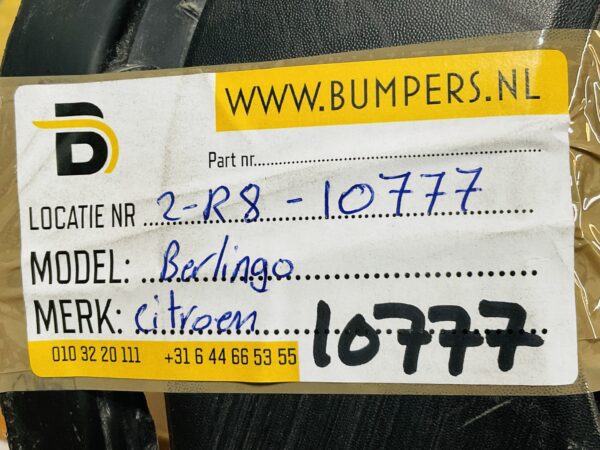 WWW.BUMPERS.NL
B
Part nr.
LOCATIE NR 2-R8-10777
MODEL: Berlingo
MERK: Citroen
10777
010 32 20 111 +31 6 44 66 53 55